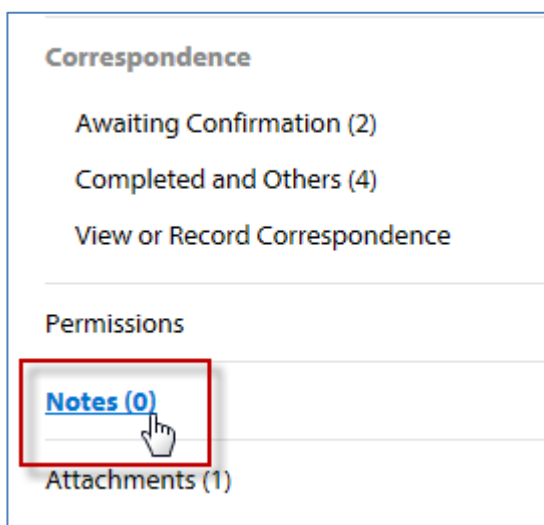 Correspondence
Awaiting Confirmation (2)
Completed and Others (4)
View or Record Correspondence
Permissions
Notes (0)
Attachments (1)